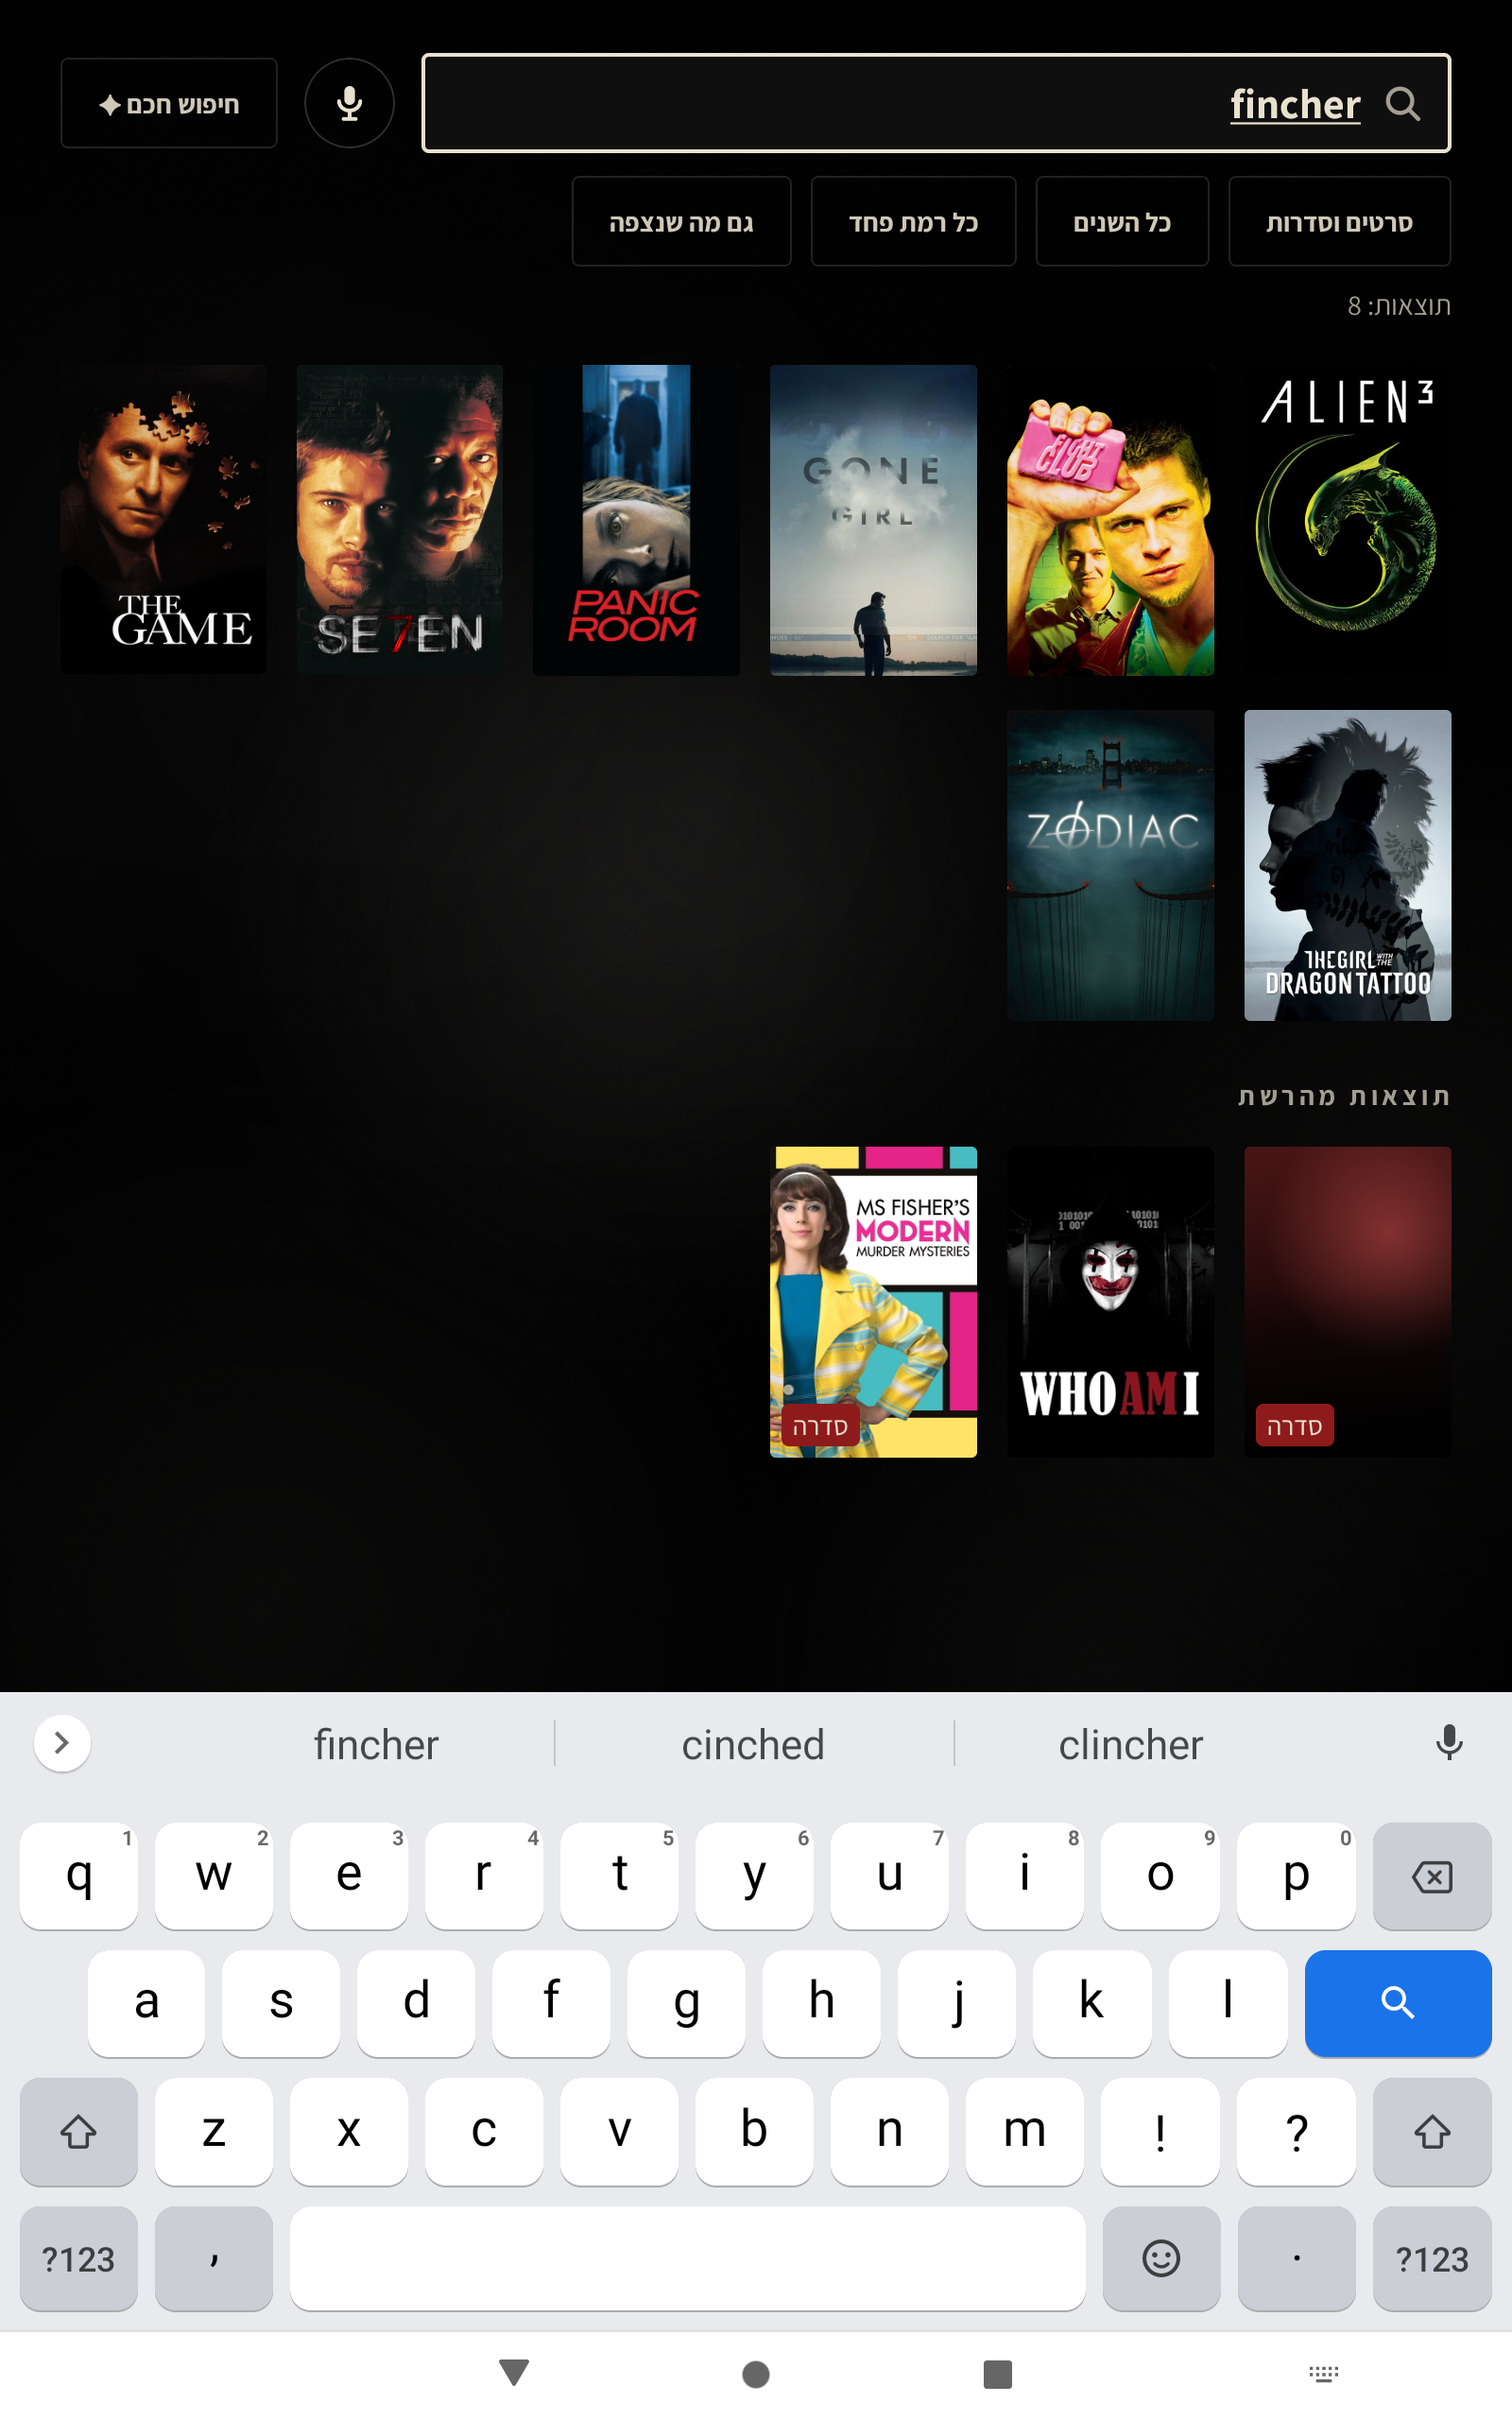 fincher
חיפוש חכם
סרטים וסדרות
כל השנים
כל רמת פחד
גם מה שנצפה
תוצאות: 8
ALIEN 3
FIGHT CLUB
GONE GIRL
PANIC ROOM
SE7EN
THE GAME
THE GIRL WITH THE DRAGON TATTOO
ZODIAC
תוצאות מהרשת
סדרה
WHO AM I
MS FISHER'S
MODERN
MURDER MYSTERIES
סדרה
fincher cinched clincher
q 1 w 2 e 3 r 4 t 5 y 6 u 7 i 8 o 9 p 0
a s d f g h j k l
z x c v b n m ! ?
?123 , . ?123